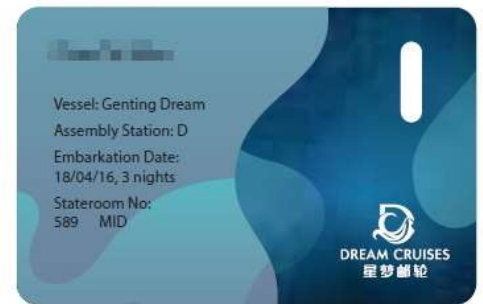 Vessel: Genting Dream
Assembly Station: D
Embarkation Date:
18/04/16, 3 nights
Stateroom No:
589 MID
DREAM CRUISES
星梦邮轮